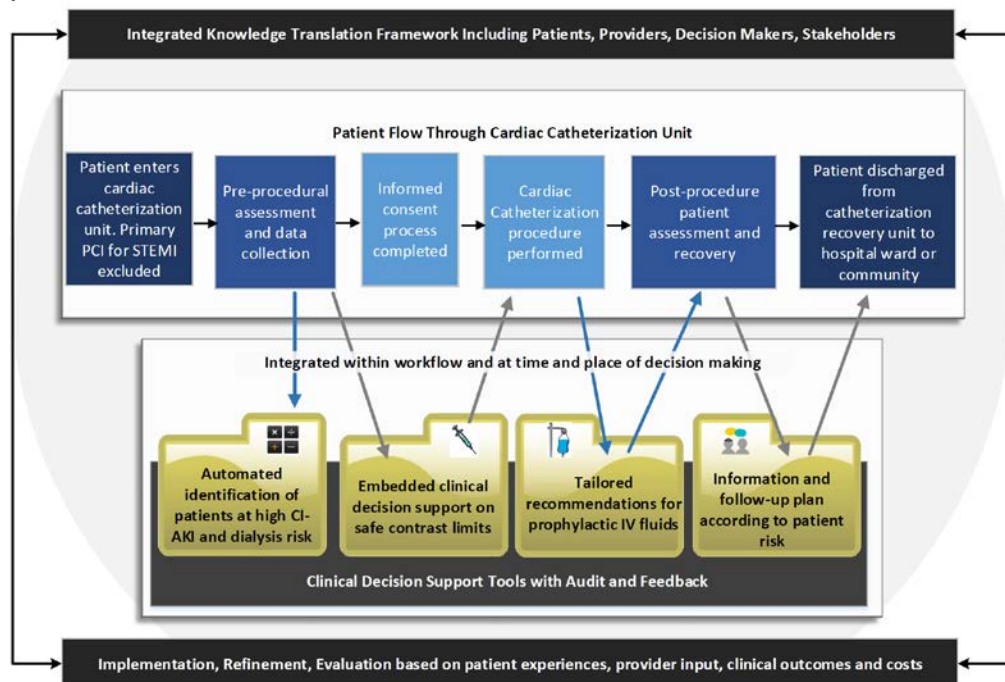 Integrated Knowledge Translation Framework Including Patients, Providers, Decision Makers, Stakeholders
Patient Flow Through Cardiac Catheterization Unit
Patient enters
cardiac
catheterization
unit. Primary
PCI for STEMI
excluded
Pre-procedural
assessment
and data
collection
Informed
consent
process
completed
Cardiac
Catheterization
procedure
performed
Post-procedure
patient
assessment and
recovery
Patient discharged
from
catheterization
recovery unit to
hospital ward or
community
Integrated within workflow and at time and place of decision making
Automated
identification of
patients at high CI-
AKI and dialysis risk
Embedded clinical
decision support on
safe contrast limits
Tailored
recommendations for
prophylactic IV fluids
Information and
follow-up plan
according to patient
risk
Clinical Decision Support Tools with Audit and Feedback
Implementation, Refinement, Evaluation based on patient experiences, provider input, clinical outcomes and costs